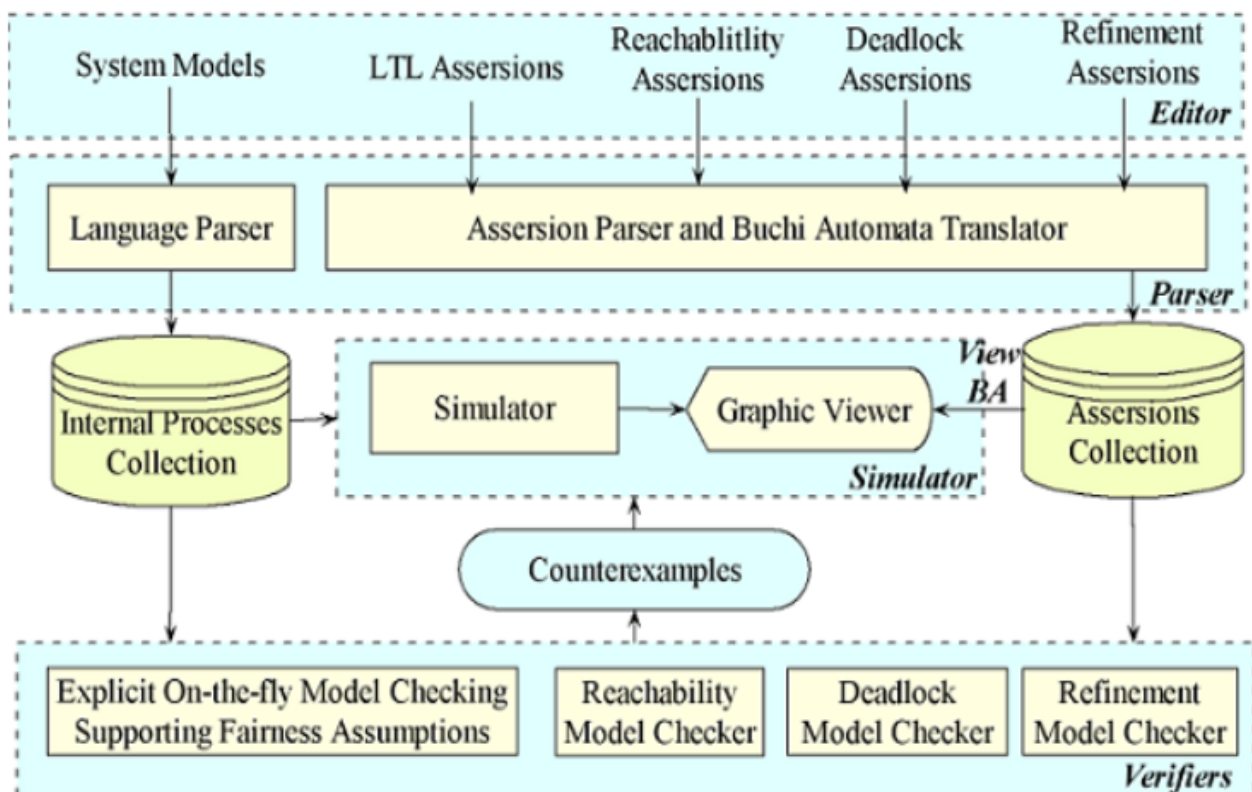 System Models
LTL Assersions
Reachablitlity
Assersions
Deadlock
Assersions
Refinement
Assersions
Editor
Language Parser
Assersion Parser and Buchi Automata Translator
Parser
Internal Processes
Collection
Simulator
Graphic Viewer
View
BA
Simulator
Assersions
Collection
Counterexamples
Explicit On-the-fly Model Checking
Supporting Fairness Assumptions
Reachability
Model Checker
Deadlock
Model Checker
Refinement
Model Checker
Verifiers